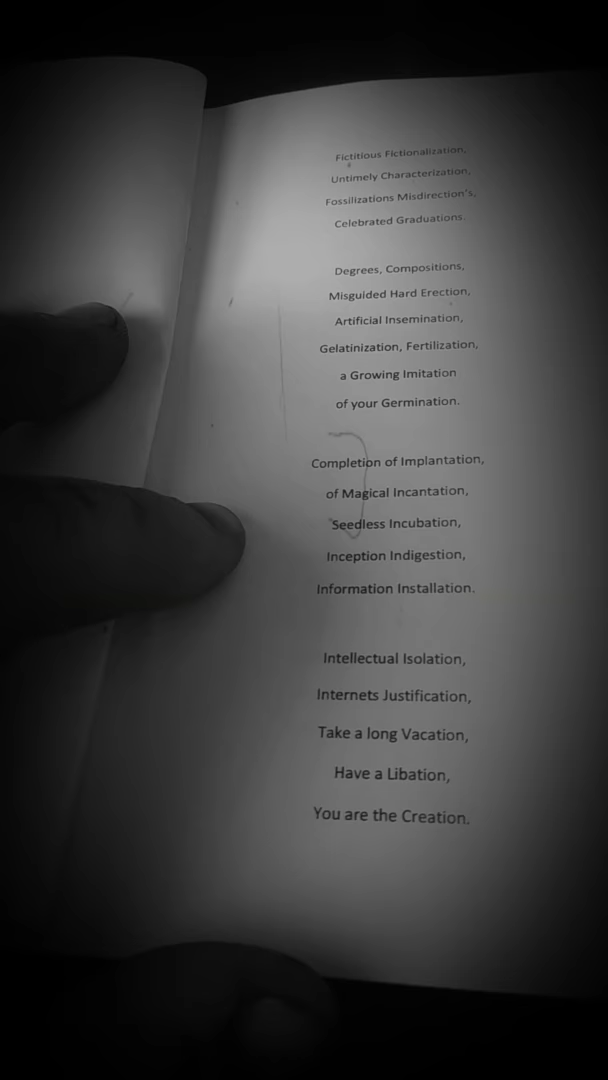 Fictitious Fictionalization,
Untimely Characterization,
Fossilizations Misdirection's,
Celebrated Graduations.
Degrees, Compositions,
Misguided Hard Erection,
Artificial Insemination,
Gelatinization, Fertilization,
a Growing Imitation
of your Germination.
Completion of Implantation,
of Magical Incantation,
Seedless Incubation,
Inception Indigestion,
Information Installation.
Intellectual Isolation,
Internets Justification,
Take a long Vacation,
Have a Libation,
You are the Creation.